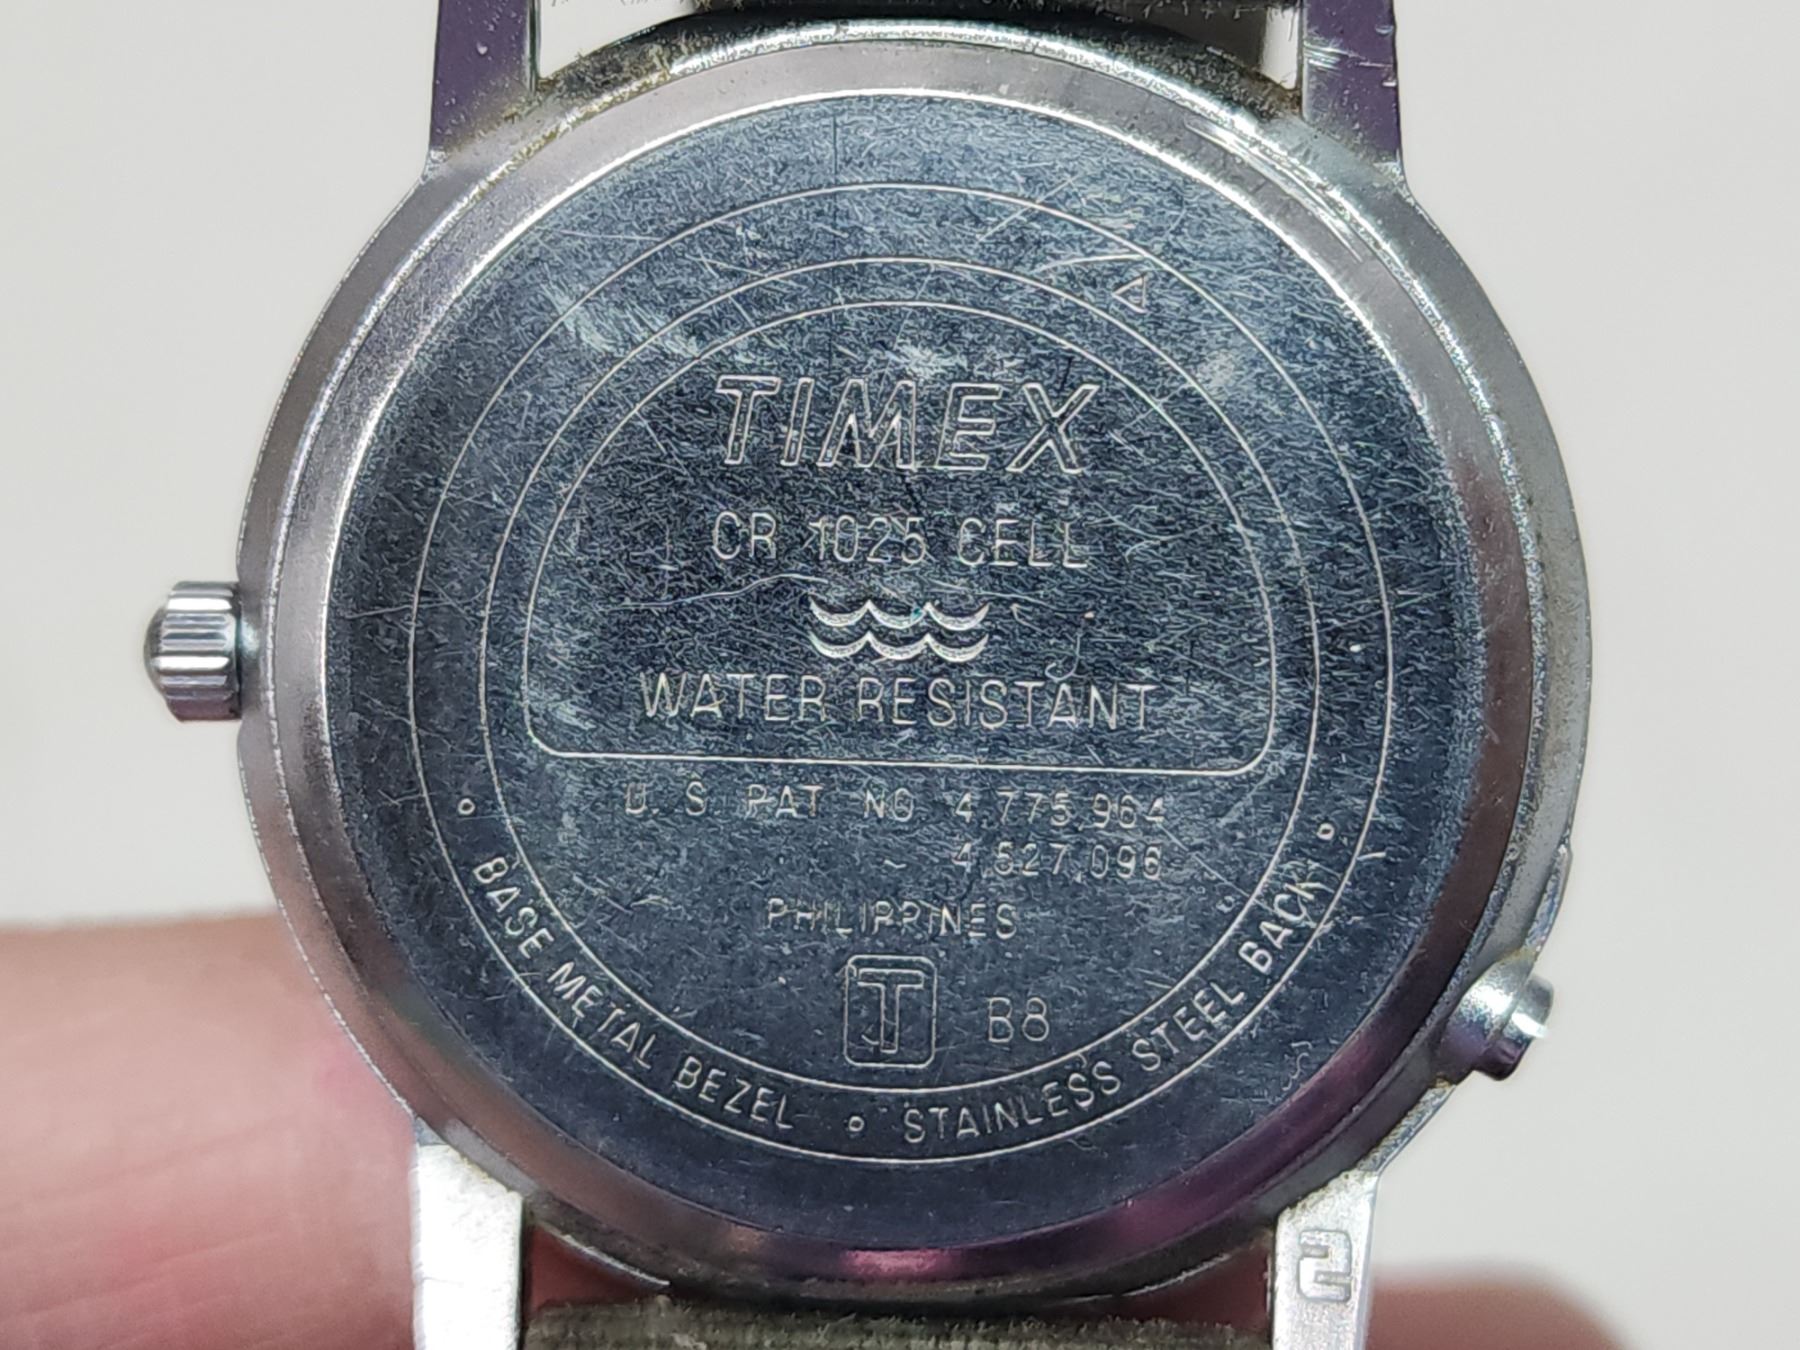 TIMEX
CR 1025 CELL
WATER RESISTANT
U. S. PAT NO 4,775,964
4,527,096
PHILIPPINES
T B8
BASE METAL BEZEL • STAINLESS STEEL BACK
2